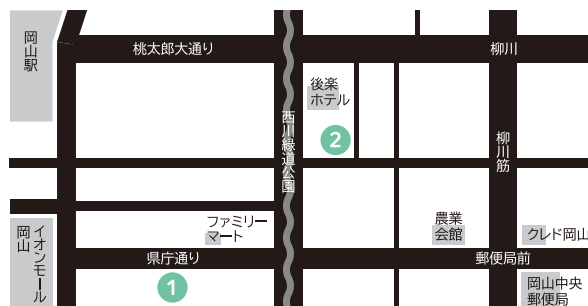 岡山駅
桃太郎大通り
柳川
後楽
ホテル
2
西川緑道公園
柳川筋
イオンモール
岡山
ファミリー
マート
農業
会館
クレド岡山
県庁通り
郵便局前
1
岡山中央
郵便局